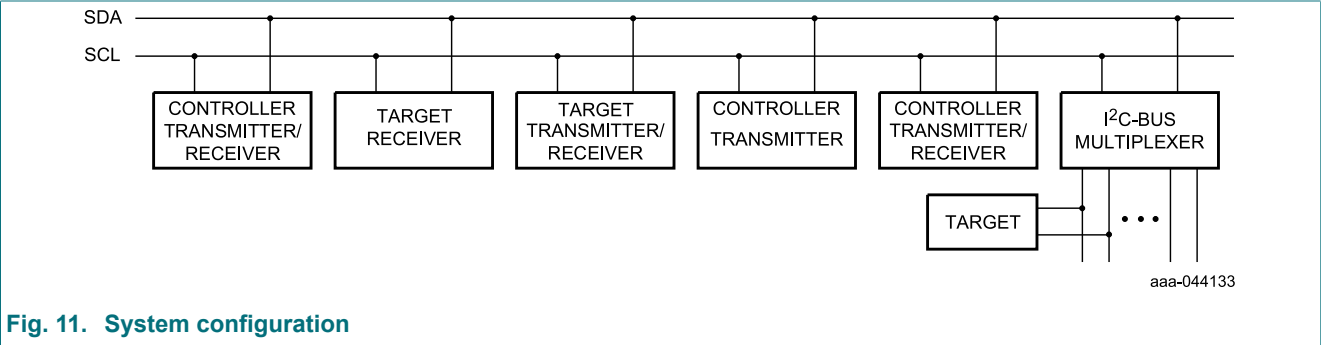 SDA
SCL
CONTROLLER
TRANSMITTER/
RECEIVER
TARGET
RECEIVER
TARGET
TRANSMITTER/
RECEIVER
CONTROLLER
TRANSMITTER
CONTROLLER
TRANSMITTER/
RECEIVER
I²C-BUS
MULTIPLEXER
TARGET
aaa-044133
Fig. 11. System configuration